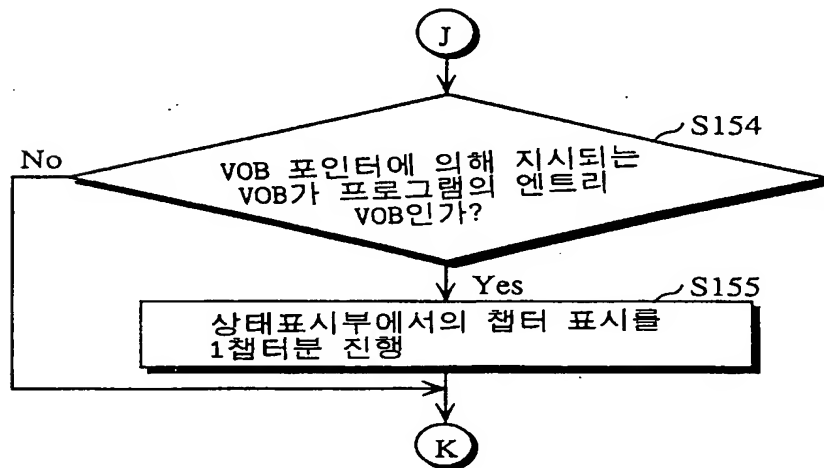 J
S154
No
VOB 포인터에 의해 지시되는
VOB가 프로그램의 엔트리
VOB인가?
Yes
S155
상태표시부에서의 챕터 표시를
1챕터분 진행
K